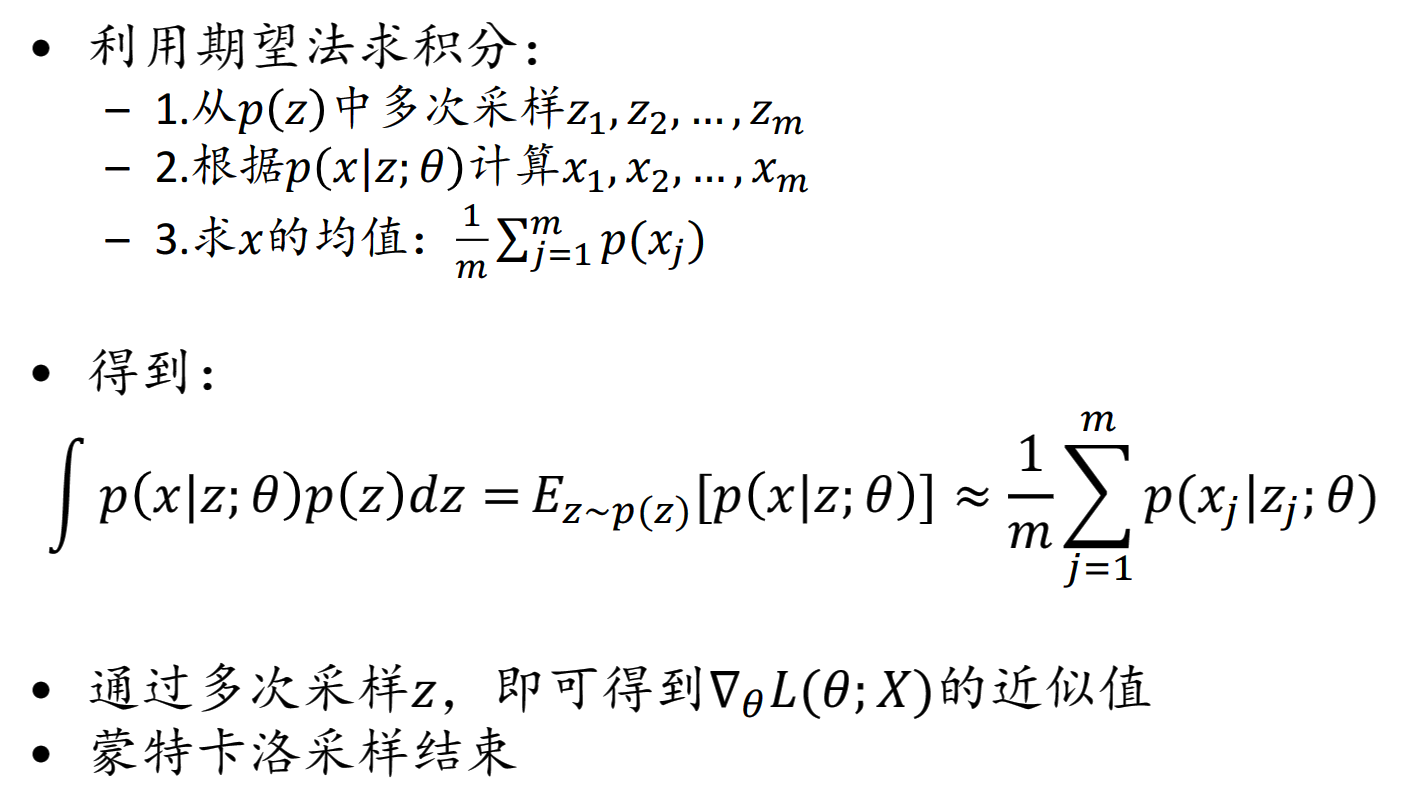 • 利用期望法求积分：
– 1.从p(z)中多次采样z₁, z₂, … , zₘ
– 2.根据p(x|z; θ)计算x₁, x₂, … , xₘ
– 3.求x的均值：1/m ∑ⱼ₌₁ᵐ p(xⱼ)
• 得到：
∫ p(x|z; θ)p(z)dz = E_{z~p(z)}[p(x|z; θ)] ≈ 1/m ∑ⱼ₌₁ᵐ p(xⱼ|zⱼ; θ)
• 通过多次采样z，即可得到∇_θ L(θ; X)的近似值
• 蒙特卡洛采样结束